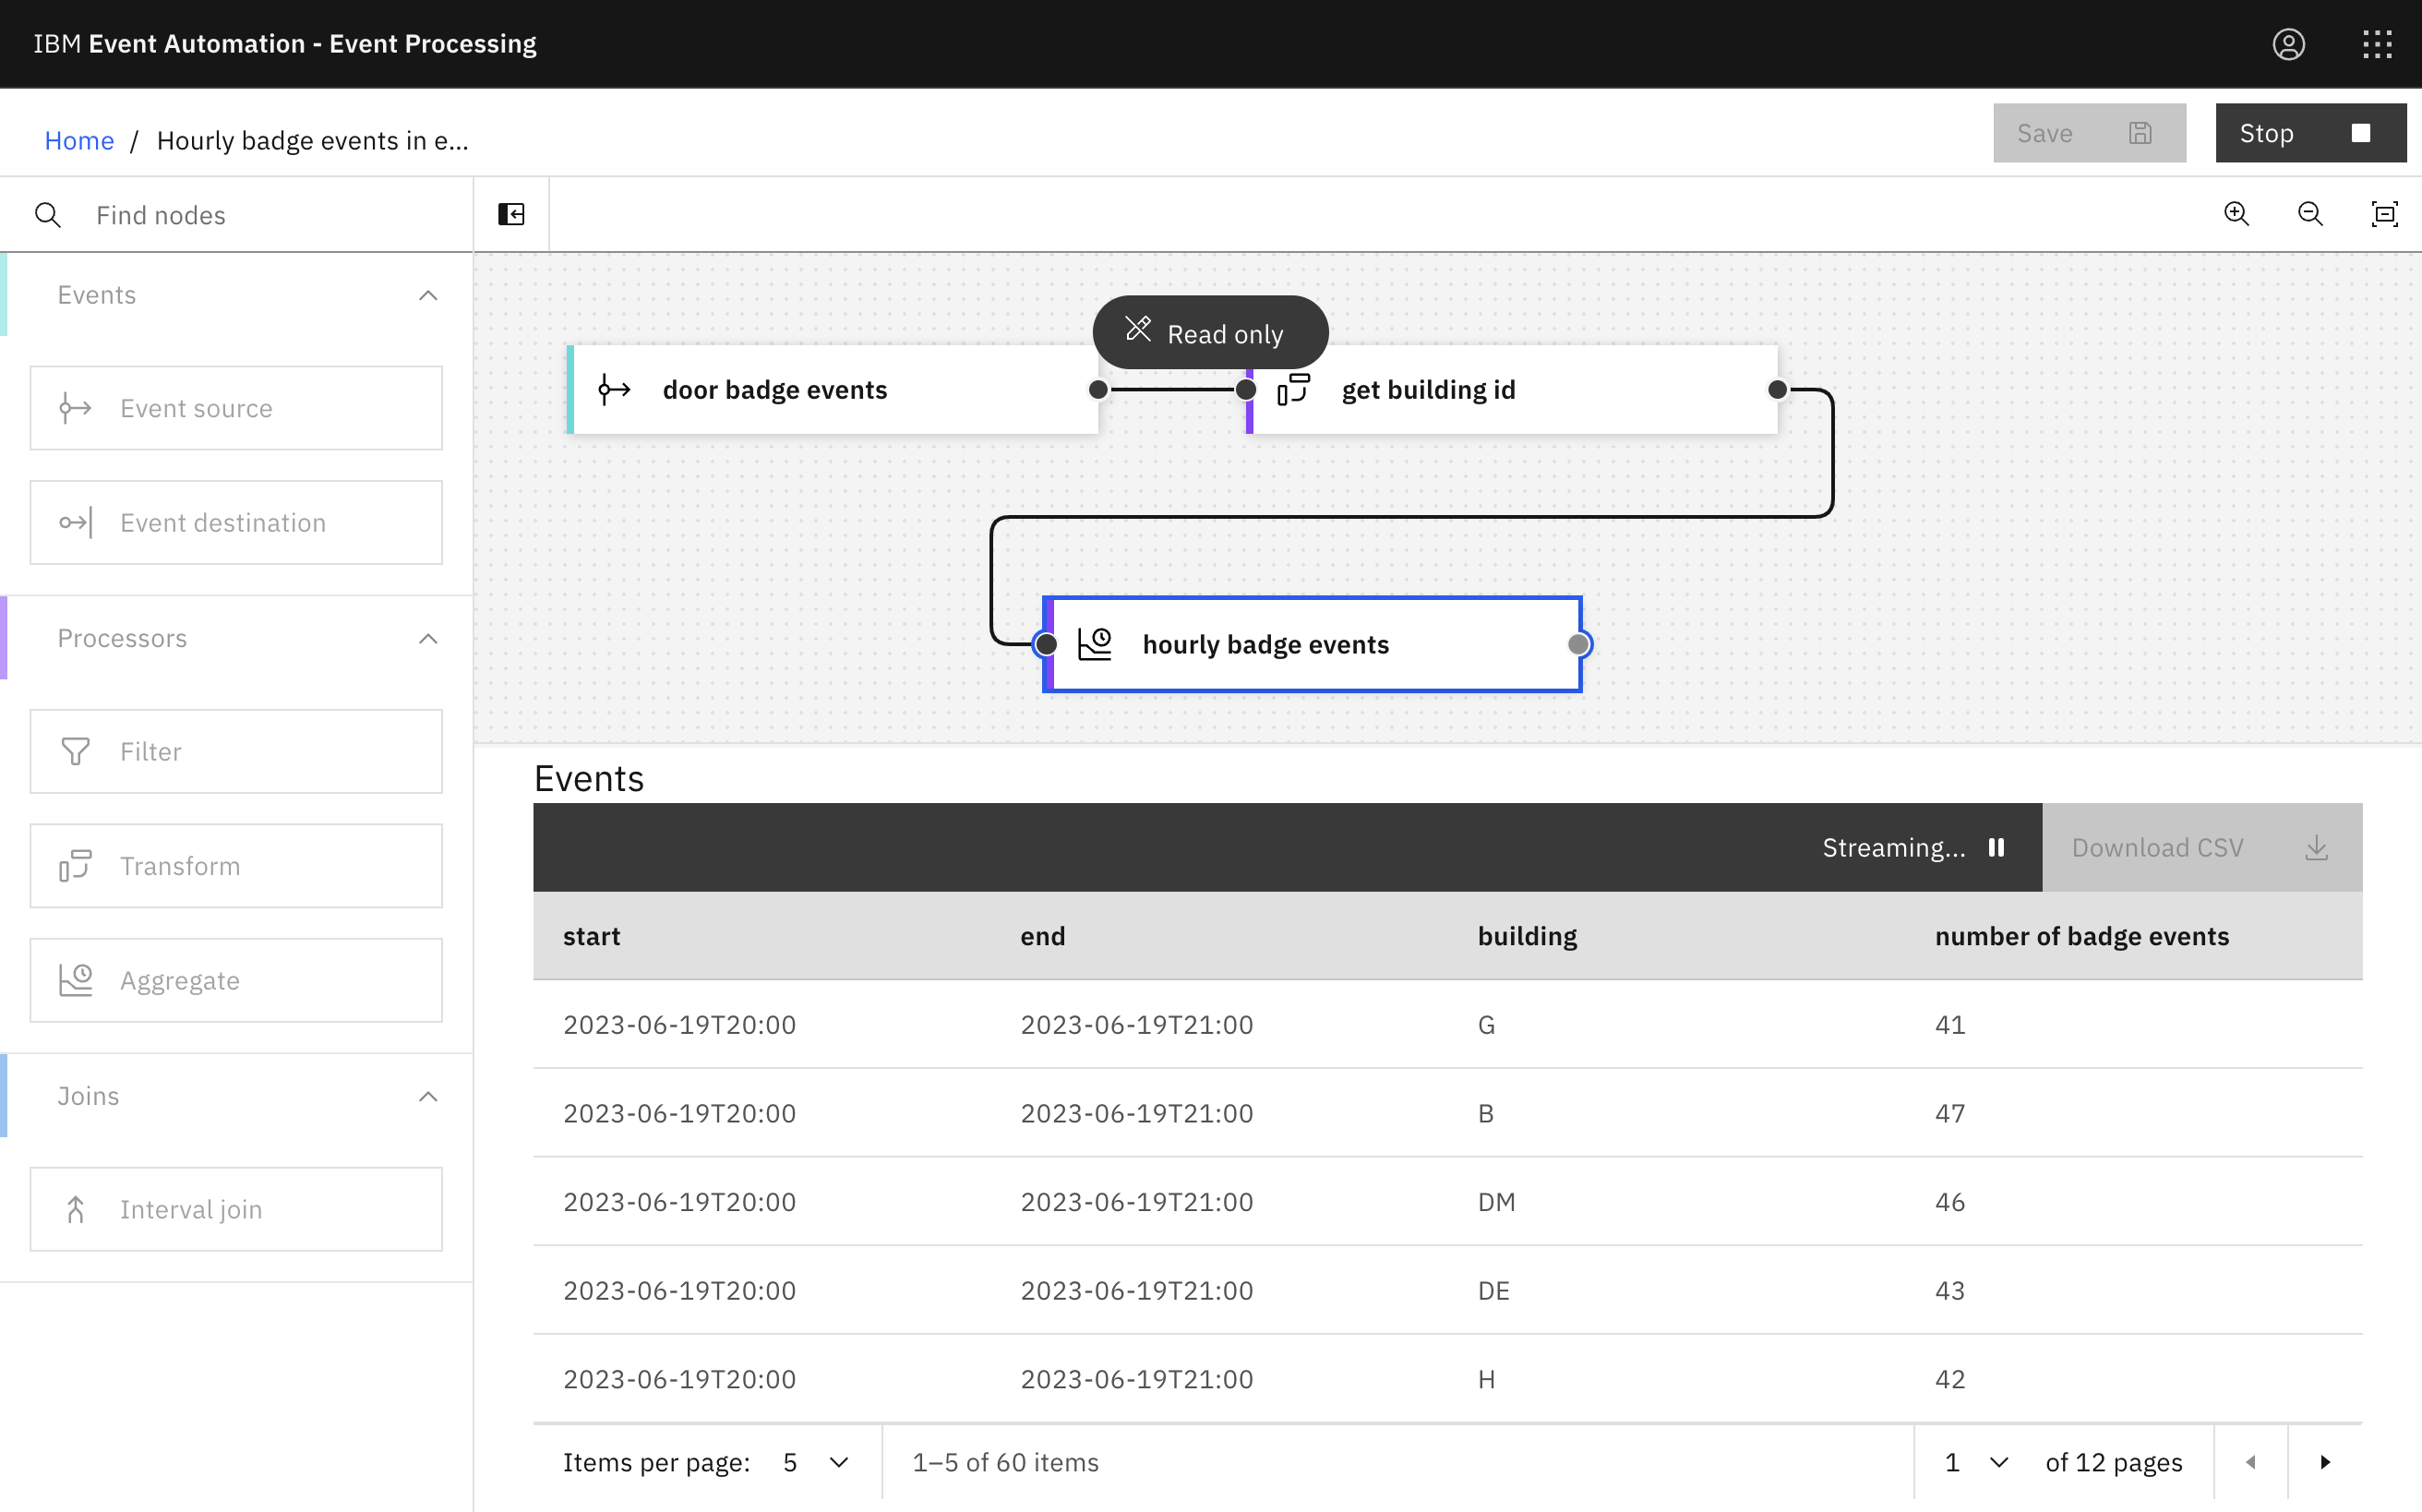 IBM Event Automation - Event Processing
Home / Hourly badge events in e...
Save
Stop
Find nodes
Events
Event source
Event destination
Processors
Filter
Transform
Aggregate
Joins
Interval join
Read only
door badge events
get building id
hourly badge events
Events
Streaming...
Download CSV
start end building number of badge events
2023-06-19T20:00 2023-06-19T21:00 G 41
2023-06-19T20:00 2023-06-19T21:00 B 47
2023-06-19T20:00 2023-06-19T21:00 DM 46
2023-06-19T20:00 2023-06-19T21:00 DE 43
2023-06-19T20:00 2023-06-19T21:00 H 42
Items per page: 5 1–5 of 60 items 1 of 12 pages